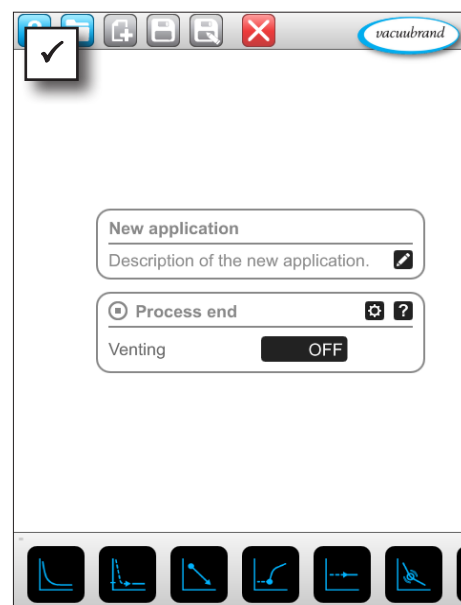 vacuubrand
New application
Description of the new application.
Process end
?
Venting
OFF